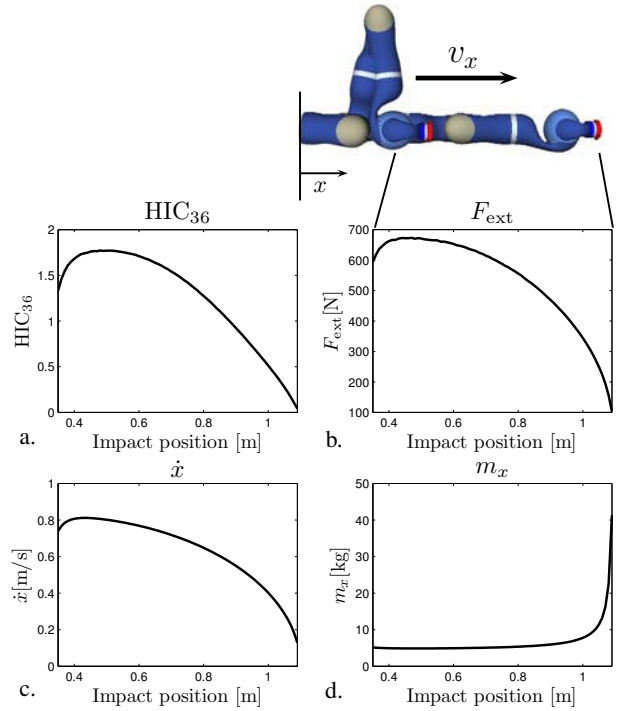 v_x
x
HIC_36
F_ext
2
1.5
1
0.5
0
HIC_36
0.4 0.6 0.8 1
a. Impact position [m]
700
600
500
400
300
200
100
F_ext[N]
0.4 0.6 0.8 1
b. Impact position [m]
ẋ
m_x
1
0.8
0.6
0.4
0.2
0
ẋ[m/s]
0.4 0.6 0.8 1
c. Impact position [m]
50
40
30
20
10
0
m_x[kg]
0.4 0.6 0.8 1
d. Impact position [m]